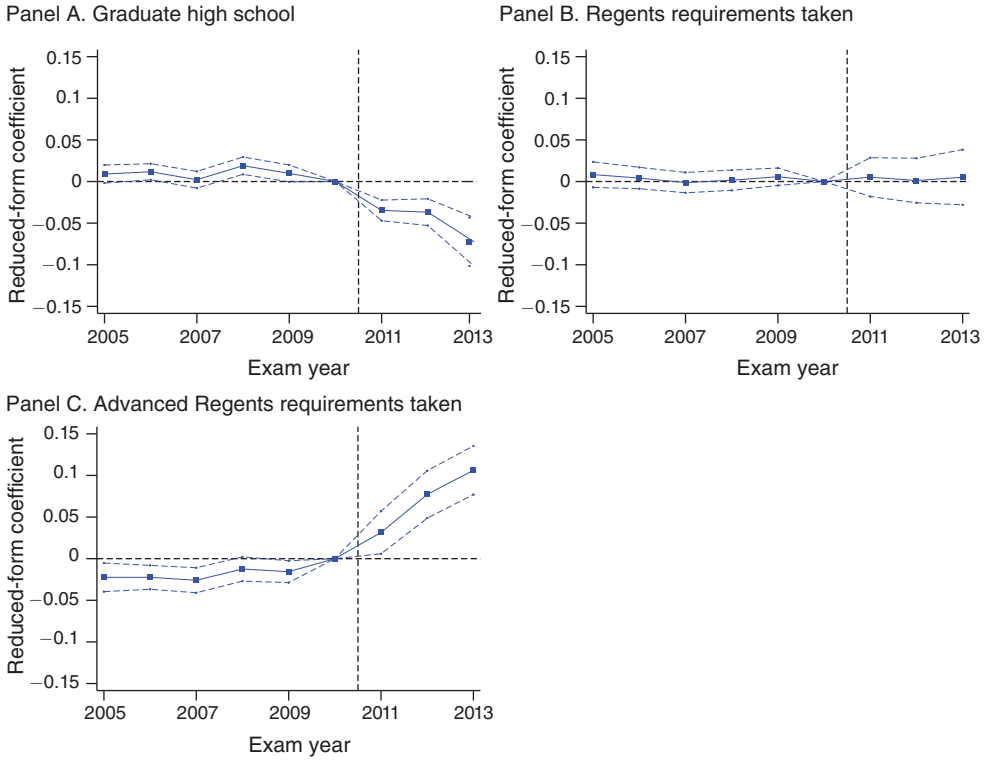 Panel A. Graduate high school
Reduced-form coefficient
0.15
0.1
0.05
0
−0.05
−0.1
−0.15
2005 2007 2009 2011 2013
Exam year
Panel B. Regents requirements taken
Reduced-form coefficient
0.15
0.1
0.05
0
−0.05
−0.1
−0.15
2005 2007 2009 2011 2013
Exam year
Panel C. Advanced Regents requirements taken
Reduced-form coefficient
0.15
0.1
0.05
0
−0.05
−0.1
−0.15
2005 2007 2009 2011 2013
Exam year